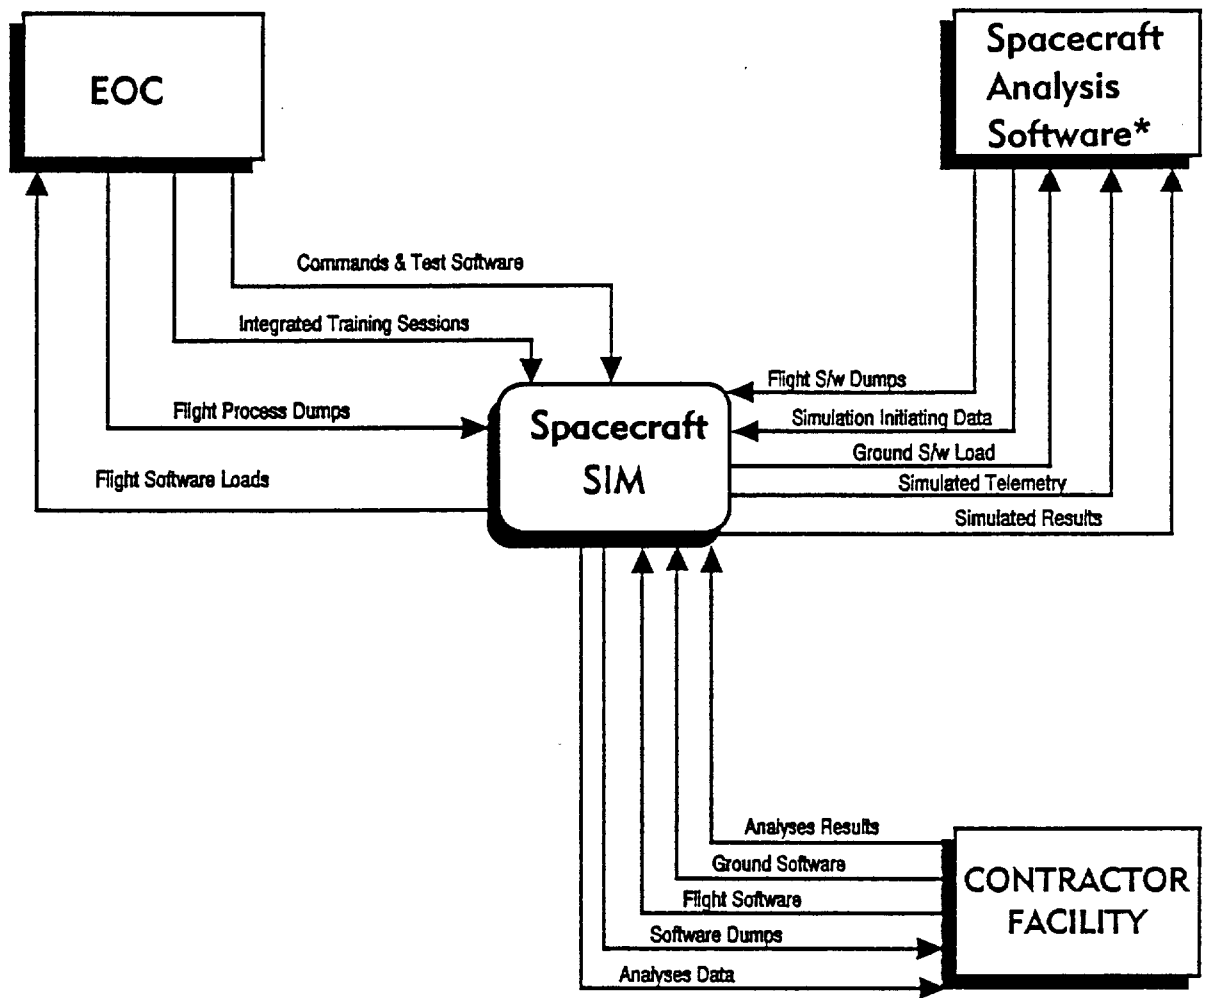 EOC
Spacecraft
Analysis
Software*
Commands & Test Software
Integrated Training Sessions
Flight Process Dumps
Flight Software Loads
Flight S/w Dumps
Simulation Initiating Data
Ground S/w Load
Simulated Telemetry
Simulated Results
Spacecraft
SIM
Analyses Results
Ground Software
Flight Software
Software Dumps
Analyses Data
CONTRACTOR
FACILITY